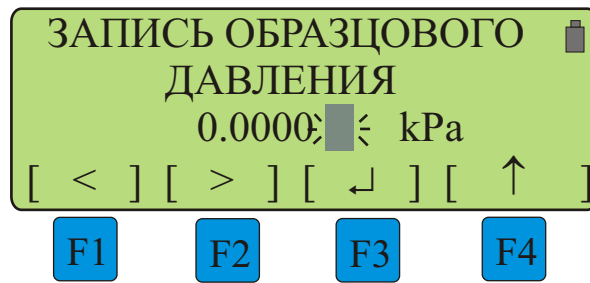 ЗАПИСЬ ОБРАЗЦОВОГО
ДАВЛЕНИЯ
0.0000 kPa
[ < ] [ > ] [ ↵ ] [ ↑ ]
F1 F2 F3 F4